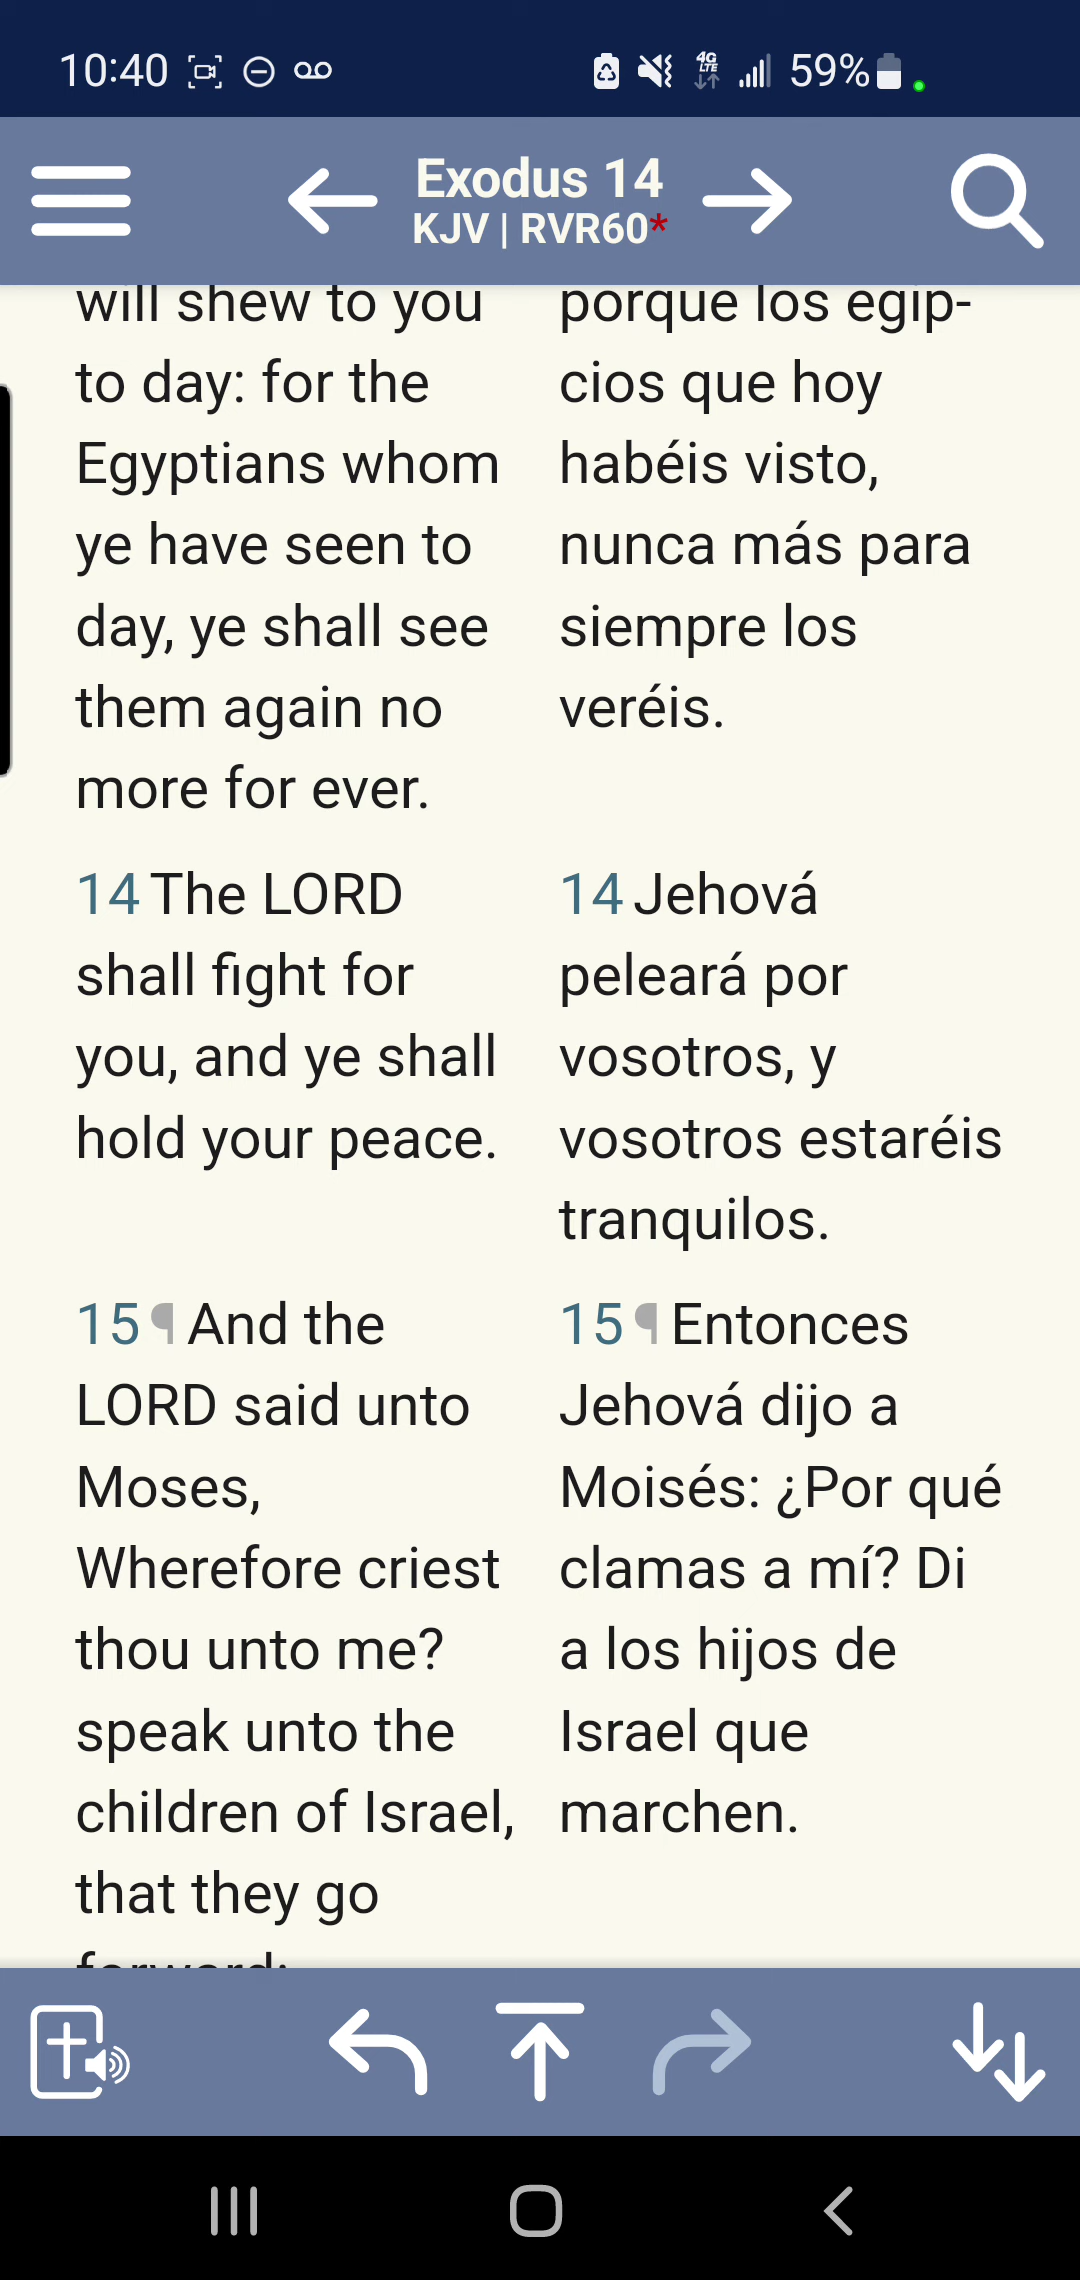 10:40
4G
LTE
59%
Exodus 14
KJV | RVR60*
will shew to you
to day: for the
Egyptians whom
ye have seen to
day, ye shall see
them again no
more for ever.
14 The LORD
shall fight for
you, and ye shall
hold your peace.
15 ¶ And the
LORD said unto
Moses,
Wherefore criest
thou unto me?
speak unto the
children of Israel,
that they go
forward:
porque los egip-
cios que hoy
habéis visto,
nunca más para
siempre los
veréis.
14 Jehová
peleará por
vosotros, y
vosotros estaréis
tranquilos.
15 ¶ Entonces
Jehová dijo a
Moisés: ¿Por qué
clamas a mí? Di
a los hijos de
Israel que
marchen.